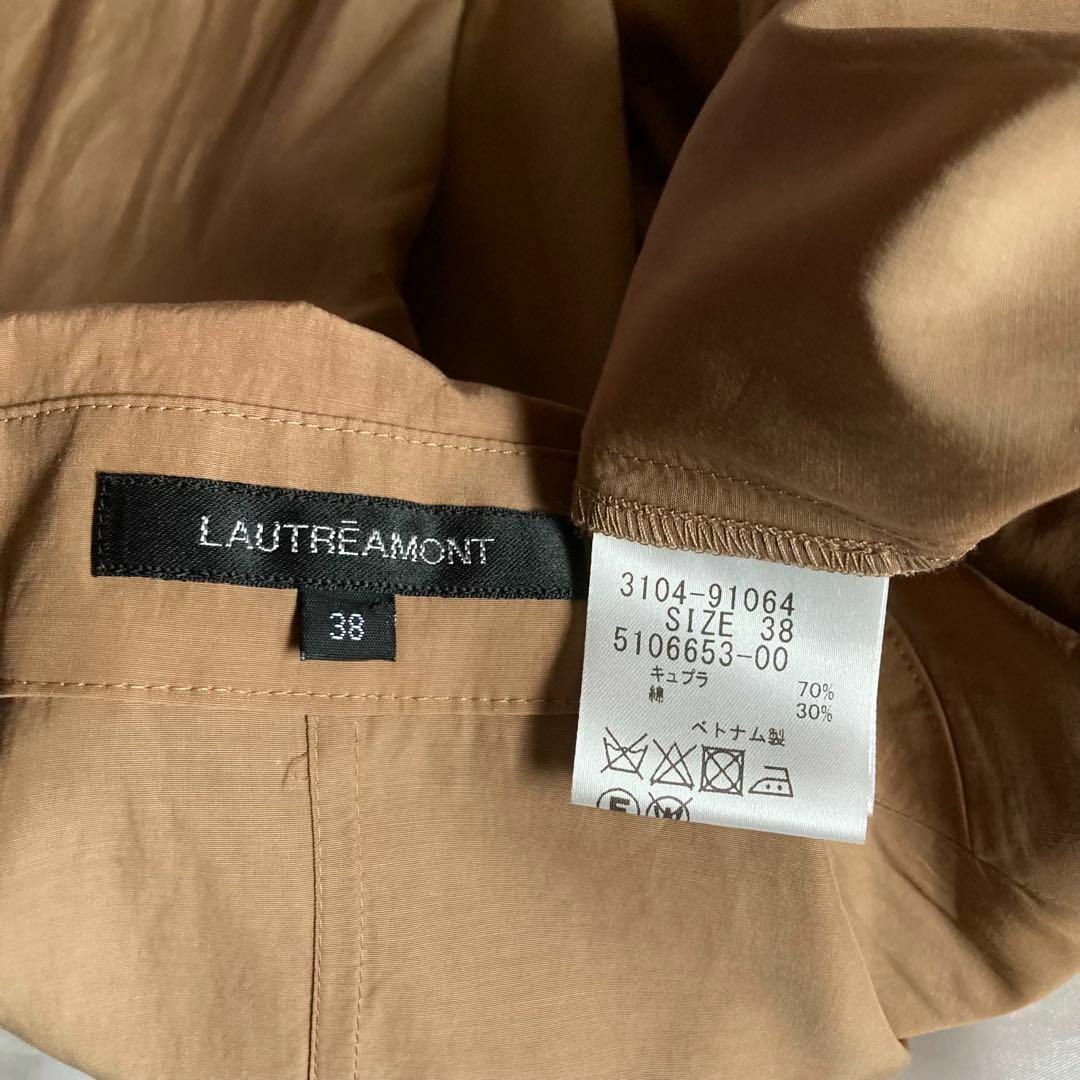 LAUTRĒAMONT
38
3104-91064
SIZE 38
5106653-00
キュプラ 70%
綿 30%
ベトナム製